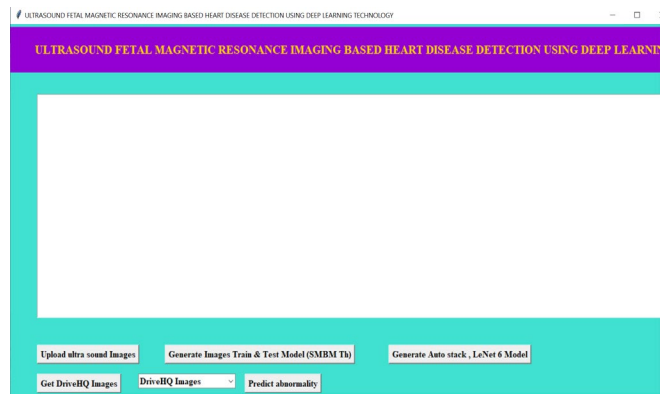 ULTRASOUND FETAL MAGNETIC RESONANCE IMAGING BASED HEART DISEASE DETECTION USING DEEP LEARNING TECHNOLOGY
ULTRASOUND FETAL MAGNETIC RESONANCE IMAGING BASED HEART DISEASE DETECTION USING DEEP LEARNIN
Upload ultra sound Images Generate Images Train & Test Model (SMBM Th) Generate Auto stack , LeNet 6 Model
Get DriveHQ Images DriveHQ Images Predict abnormality